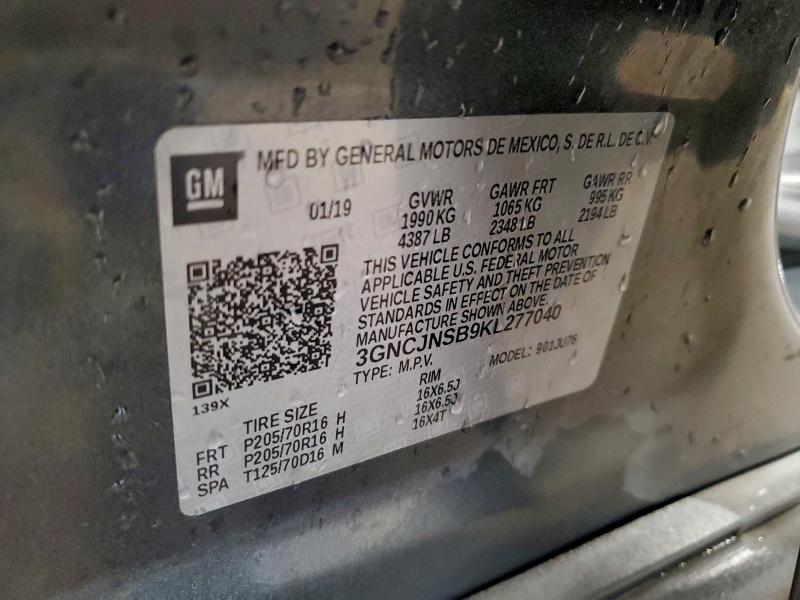 GM
MFD BY GENERAL MOTORS DE MEXICO, S. DE R.L. DE C.V.
01/19
GVWR
1990 KG
4387 LB
GAWR FRT
1065 KG
2348 LB
GAWR RR
995 KG
2194 LB
THIS VEHICLE CONFORMS TO ALL
APPLICABLE U.S. FEDERAL MOTOR
VEHICLE SAFETY AND THEFT PREVENTION
STANDARDS IN EFFECT ON THE DATE OF
MANUFACTURE SHOWN ABOVE.
3GNCJNSB9KL277040
TYPE: M.P.V.
MODEL: 901JU76
139X
TIRE SIZE RIM
FRT P205/70R16 H 16X6.5J
RR P205/70R16 H 16X6.5J
SPA T125/70D16 M 16X4T